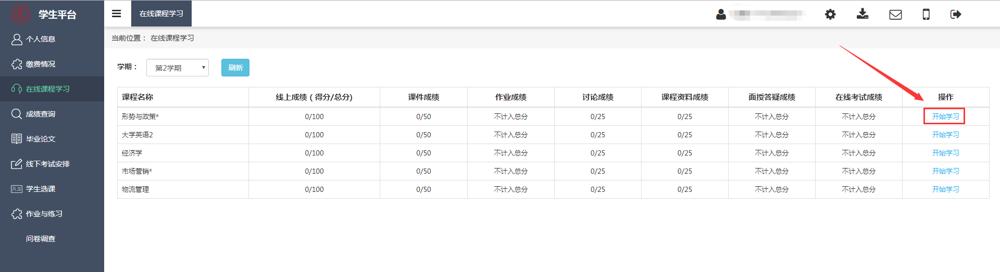 学生平台
在线课程学习
个人信息
缴费情况
在线课程学习
成绩查询
毕业论文
线下考试安排
学生选课
作业与练习
问卷调查
当前位置： 在线课程学习
学期： 第2学期 刷新
课程名称 线上成绩（得分/总分） 课件成绩 作业成绩 讨论成绩 课程资料成绩 面授答疑成绩 在线考试成绩 操作
形势与政策* 0/100 0/50 不计入总分 0/25 0/25 不计入总分 不计入总分 开始学习
大学英语2 0/100 0/50 不计入总分 0/25 0/25 不计入总分 不计入总分 开始学习
经济学 0/100 0/50 不计入总分 0/25 0/25 不计入总分 不计入总分 开始学习
市场营销* 0/100 0/50 不计入总分 0/25 0/25 不计入总分 不计入总分 开始学习
物流管理 0/100 0/50 不计入总分 0/25 0/25 不计入总分 不计入总分 开始学习